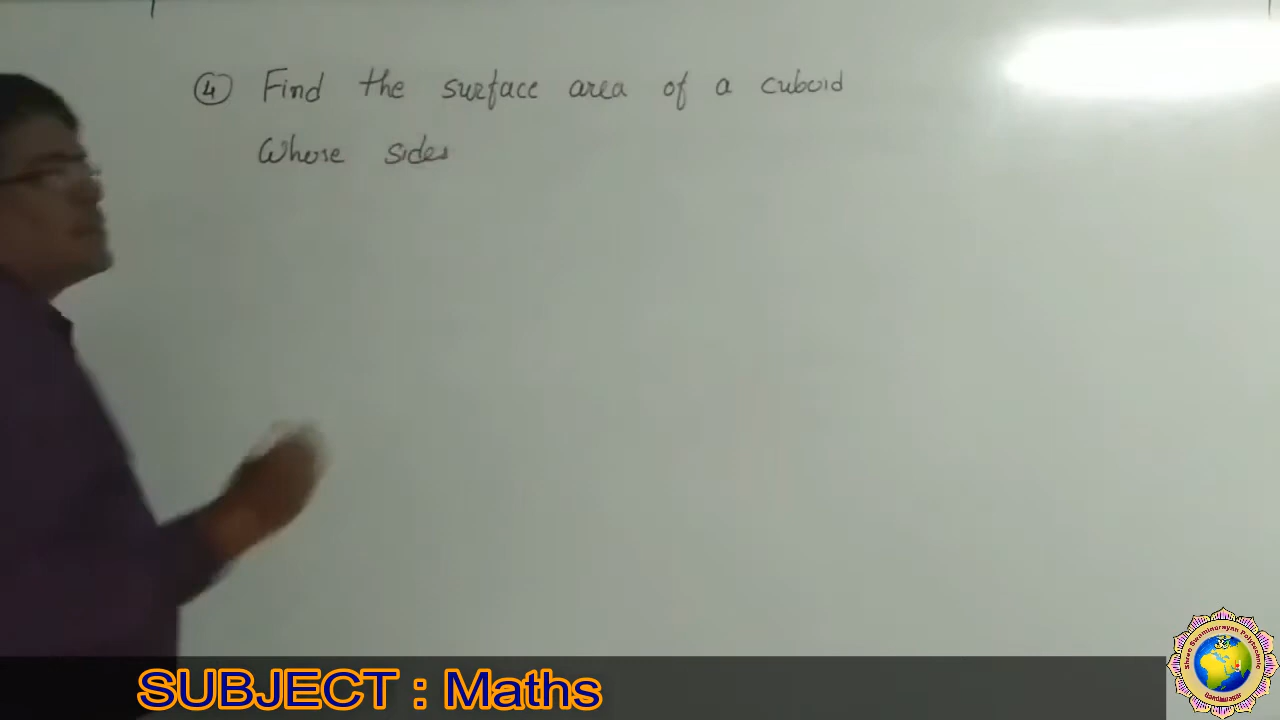 ④ Find the surface area of a cuboid
Whose sides
SUBJECT : Maths